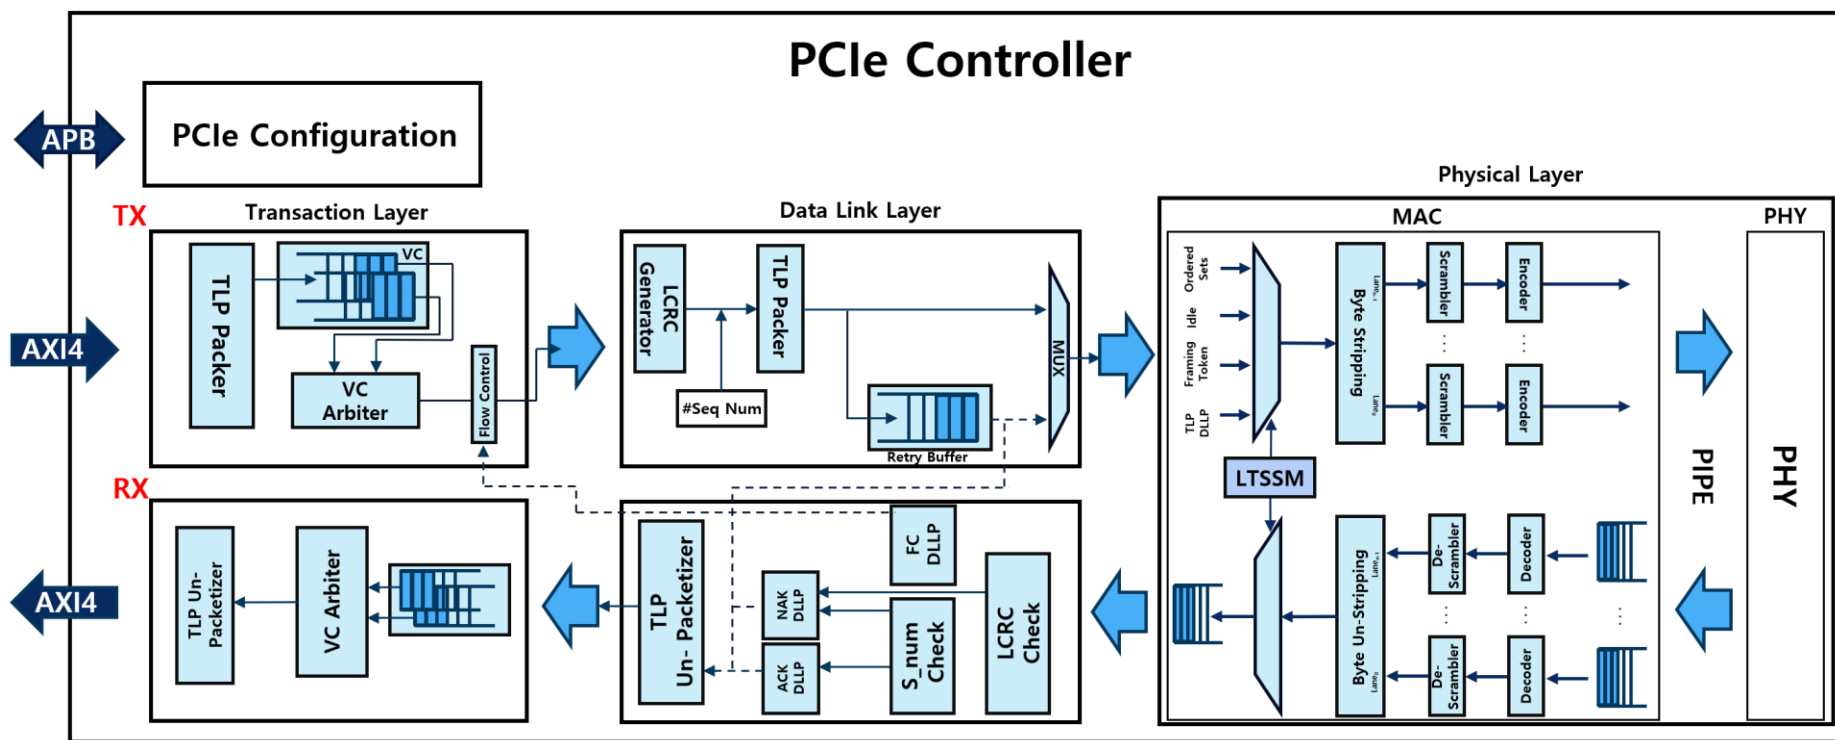 PCIe Controller
APB
PCIe Configuration
Physical Layer
TX
Transaction Layer
Data Link Layer
MAC
PHY
TLP Packer
VC
VC
Arbiter
Flow Control
AXI4
LCRC
Generator
#Seq Num
TLP Packer
Retry Buffer
MUX
Ordered
Sets
Idle
Framing
Token
TLP
DLLP
Byte Stripping
Lane₀
Scrambler
Encoder
...
...
Scrambler
Encoder
LTSSM
PIPE
PHY
RX
AXI4
TLP Un-
Packetizer
VC Arbiter
TLP
Un- Packetizer
NAK
DLLP
ACK
DLLP
FC
DLLP
S_num
Check
LCRC
Check
Byte Un-Stripping
Laneₙ₋₁
Lane₀
De-
Scrambler
Decoder
...
...
...
De-
Scrambler
Decoder